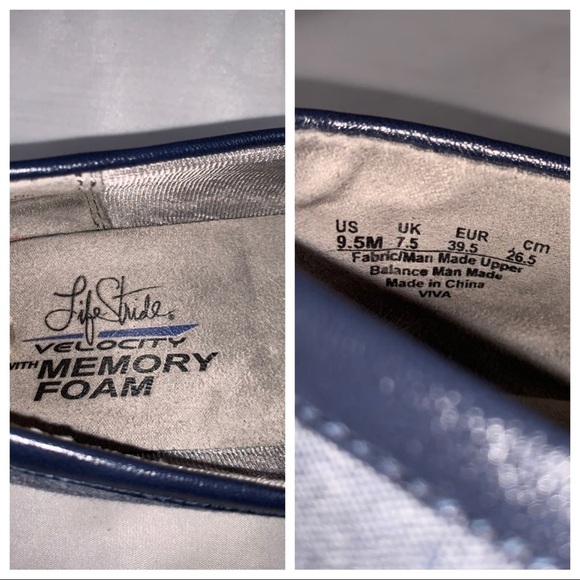 LifeStride®
VELOCITY
WITH MEMORY
FOAM
US UK EUR cm
9.5M 7.5 39.5 26.5
Fabric/Man Made Upper
Balance Man Made
Made in China
VIVA